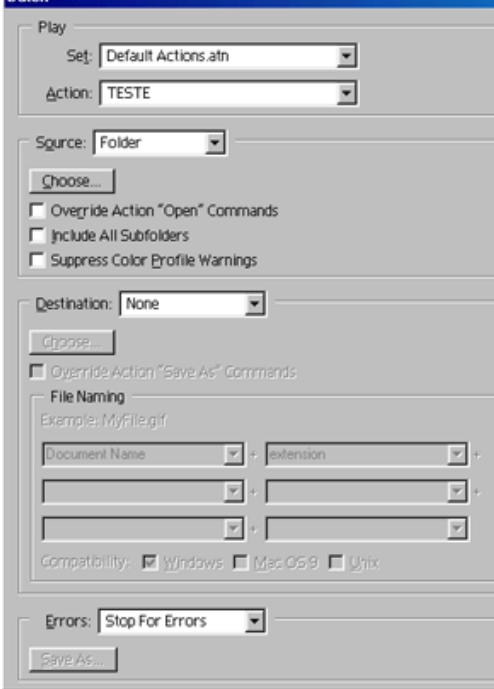 Batch
Play
Set: Default Actions.atn
Action: TESTE
Source: Folder
Choose...
Override Action "Open" Commands
Include All Subfolders
Suppress Color Profile Warnings
Destination: None
Choose...
Override Action "Save As" Commands
File Naming
Example: MyFile.gif
Document Name + extension +
+ +
+
Compatibility: Windows Mac OS 9 Unix
Errors: Stop For Errors
Save As...